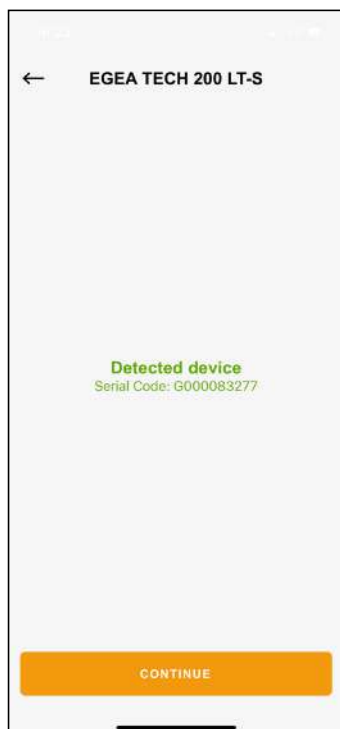 EGEA TECH 200 LT-S
Detected device
Serial Code: G000083277
CONTINUE